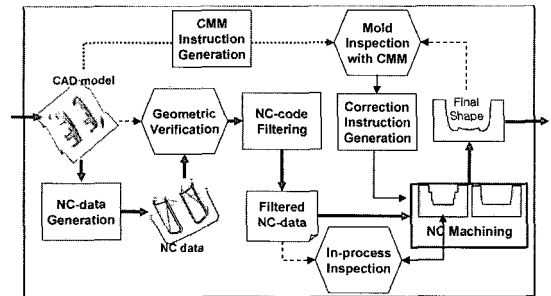 CMM
Instruction
Generation
Mold
Inspection
with CMM
CAD model
Geometric
Verification
NC-code
Filtering
Correction
Instruction
Generation
Final
Shape
NC-data
Generation
NC data
Filtered
NC-data
NC Machining
In-process
Inspection